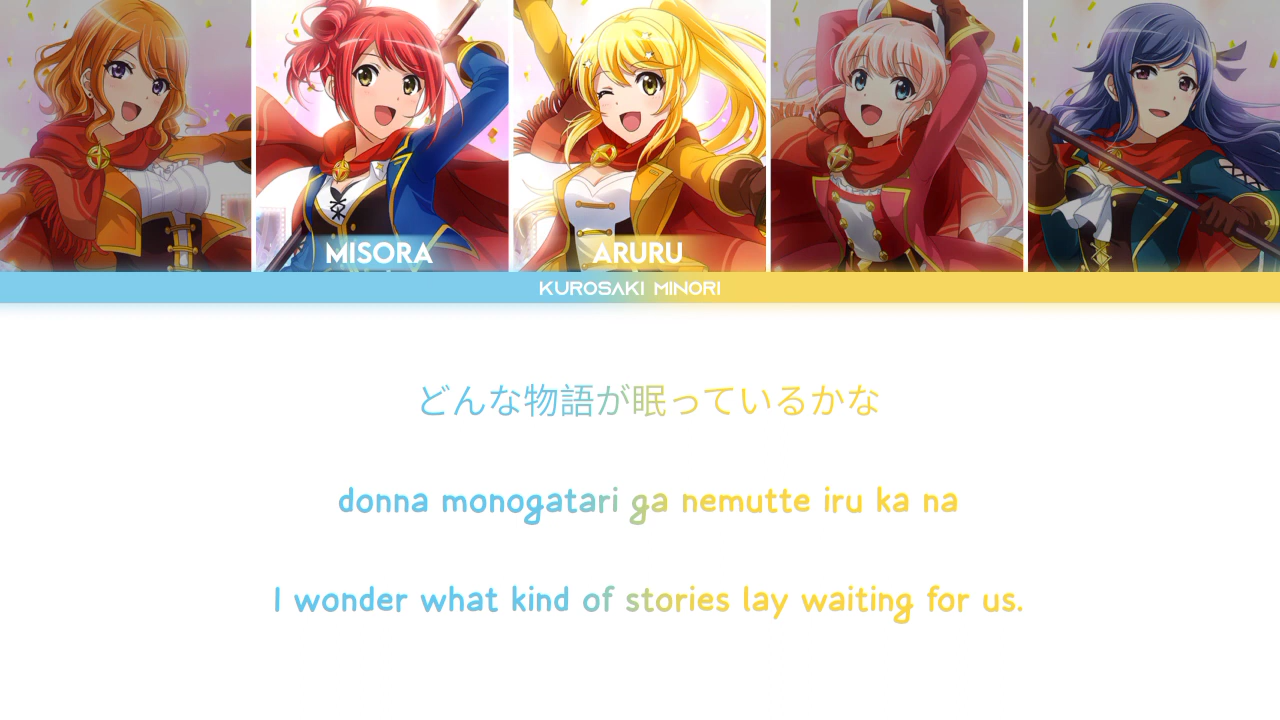 MISORA ARURU
KUROSAKI MINORI
どんな物語が眠っているかな
donna monogatari ga nemutte iru ka na
I wonder what kind of stories lay waiting for us.